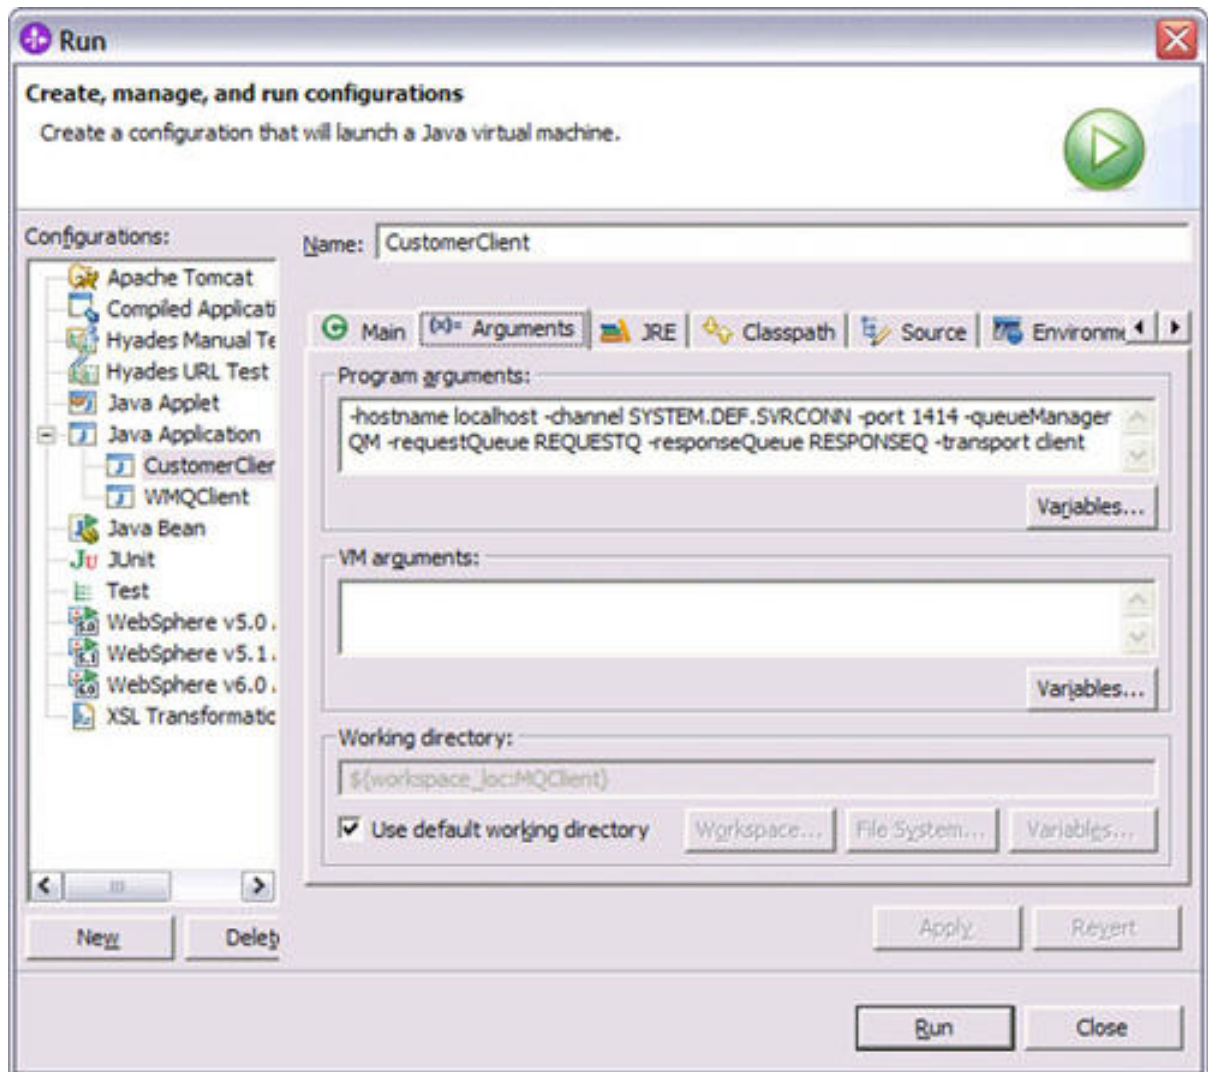 Run
Create, manage, and run configurations
Create a configuration that will launch a Java virtual machine.
Configurations:
Apache Tomcat
Compiled Applicati
Hyades Manual Te
Hyades URL Test
Java Applet
Java Application
CustomerClien
WMQClient
Java Bean
JUnit
Test
WebSphere v5.0
WebSphere v5.1
WebSphere v6.0
XSL Transformatic
New
Delet
Name: CustomerClient
Main
(x)= Arguments
JRE
Classpath
Source
Environme
Program arguments:
-hostname localhost -channel SYSTEM.DEF.SVRCONN -port 1414 -queueManager
QM -requestQueue REQUESTQ -responseQueue RESPONSEQ -transport client
Variables...
VM arguments:
Variables...
Working directory:
${workspace_loc:MQClient}
Use default working directory
Workspace...
File System...
Variables...
Apply
Revert
Run
Close